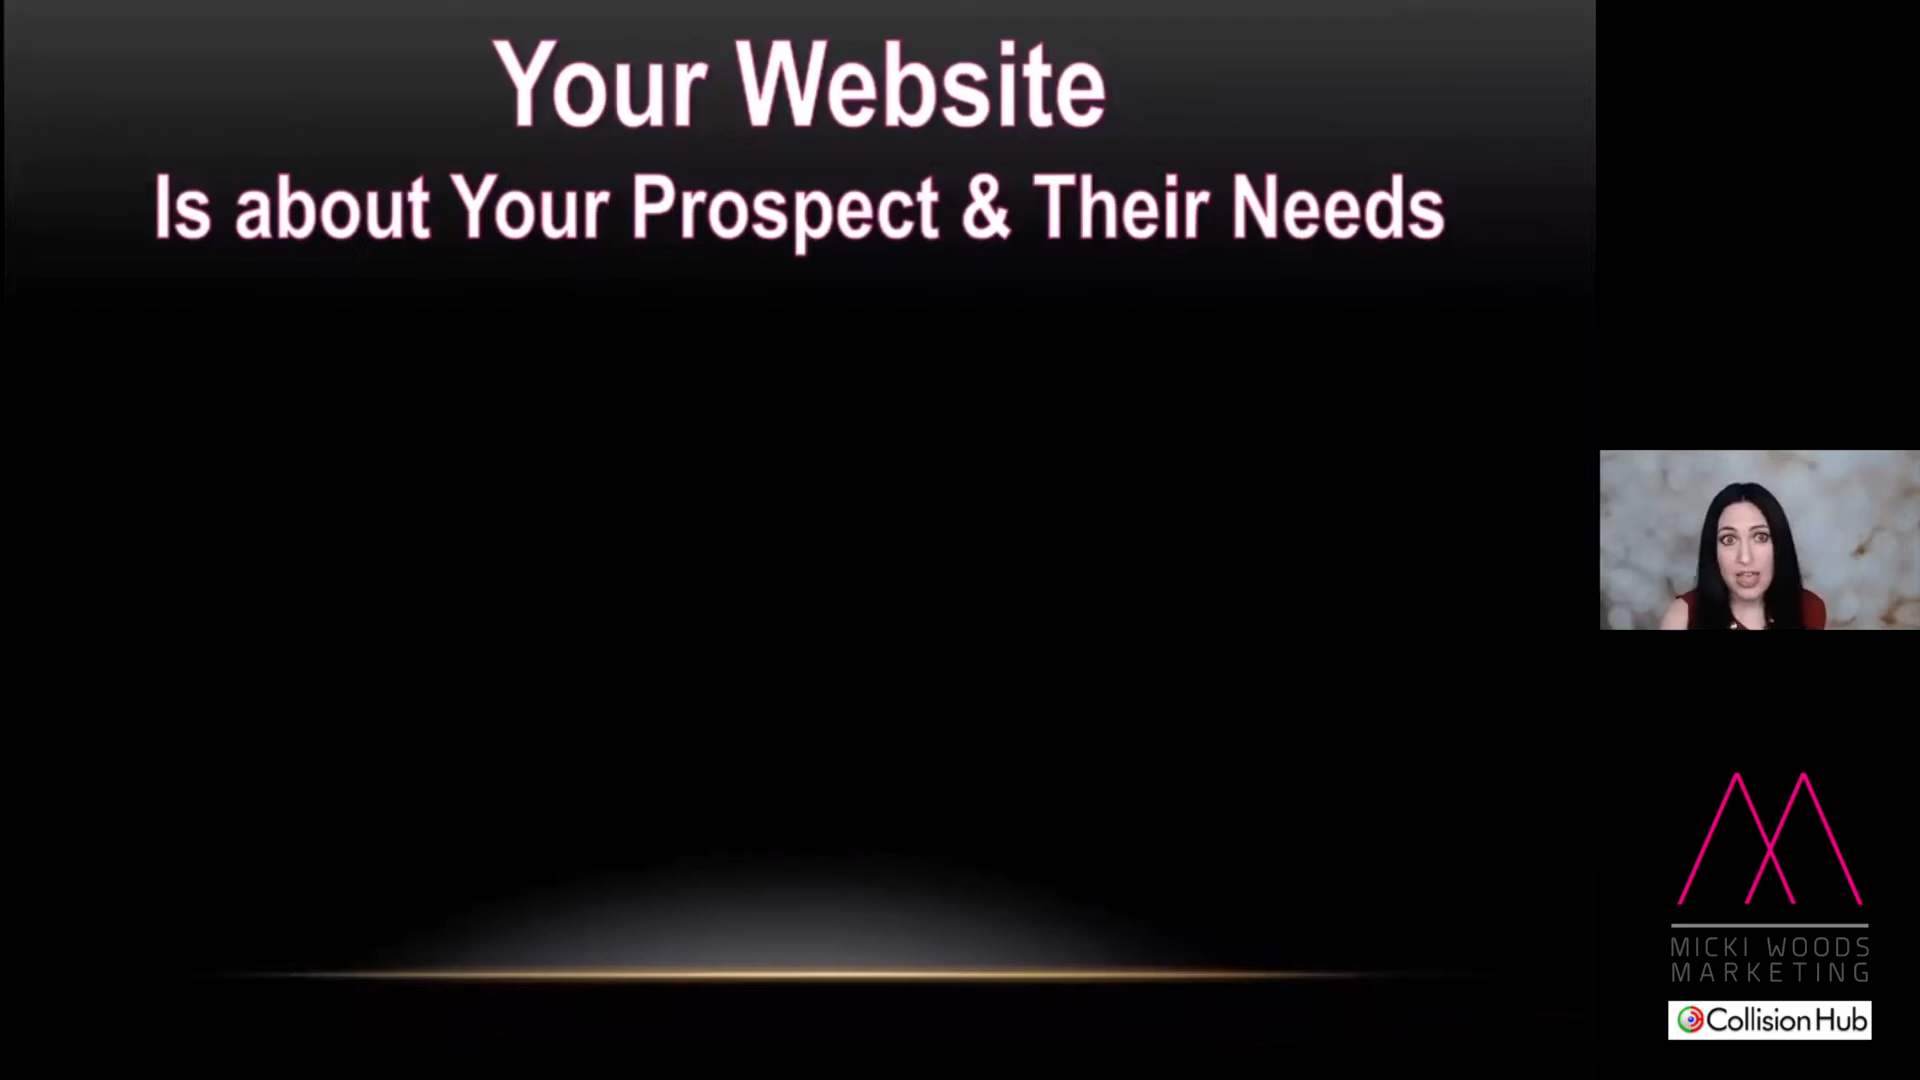 Your Website
Is about Your Prospect & Their Needs
MICKI WOODS
MARKETING
Collision Hub